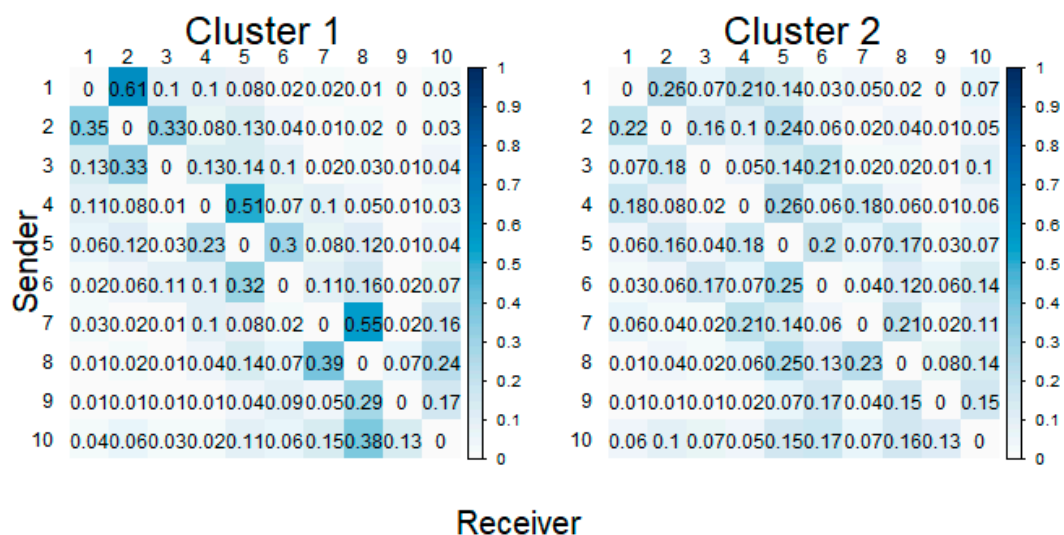 Cluster 1 Cluster 2
1 2 3 4 5 6 7 8 9 10 1 2 3 4 5 6 7 8 9 10
1 0 0.61 0.1 0.1 0.08 0.02 0.02 0.01 0 0.03 1 1 0 0.26 0.07 0.21 0.14 0.03 0.05 0.02 0 0.07 1
0.9 0.9
2 0.35 0 0.33 0.08 0.13 0.04 0.01 0.02 0 0.03 2 0.22 0 0.16 0.1 0.24 0.06 0.02 0.04 0.01 0.05
0.8 0.8
3 0.13 0.33 0 0.13 0.14 0.1 0.02 0.03 0.01 0.04 3 0.07 0.18 0 0.05 0.14 0.21 0.02 0.02 0.01 0.1
0.7 0.7
4 0.11 0.08 0.01 0 0.51 0.07 0.1 0.05 0.01 0.03 4 0.18 0.08 0.02 0 0.26 0.06 0.18 0.06 0.01 0.06
0.6 0.6
5 0.06 0.12 0.03 0.23 0 0.3 0.08 0.12 0.01 0.04 5 0.06 0.16 0.04 0.18 0 0.2 0.07 0.17 0.03 0.07
Sender
0.5 0.5
6 0.02 0.06 0.11 0.1 0.32 0 0.11 0.16 0.02 0.07 6 0.03 0.06 0.17 0.07 0.25 0 0.04 0.12 0.06 0.14
0.4 0.4
7 0.03 0.02 0.01 0.1 0.08 0.02 0 0.55 0.02 0.16 7 0.06 0.04 0.02 0.21 0.14 0.06 0 0.21 0.02 0.11
0.3 0.3
8 0.01 0.02 0.01 0.04 0.14 0.07 0.39 0 0.07 0.24 8 0.01 0.04 0.02 0.06 0.25 0.13 0.23 0 0.08 0.14
0.2 0.2
9 0.01 0.01 0.01 0.01 0.04 0.09 0.05 0.29 0 0.17 9 0.01 0.01 0.01 0.02 0.07 0.17 0.04 0.15 0 0.15
0.1 0.1
10 0.04 0.06 0.03 0.02 0.11 0.06 0.15 0.38 0.13 0 10 0.06 0.1 0.07 0.05 0.15 0.17 0.07 0.16 0.13 0
0 0
Receiver